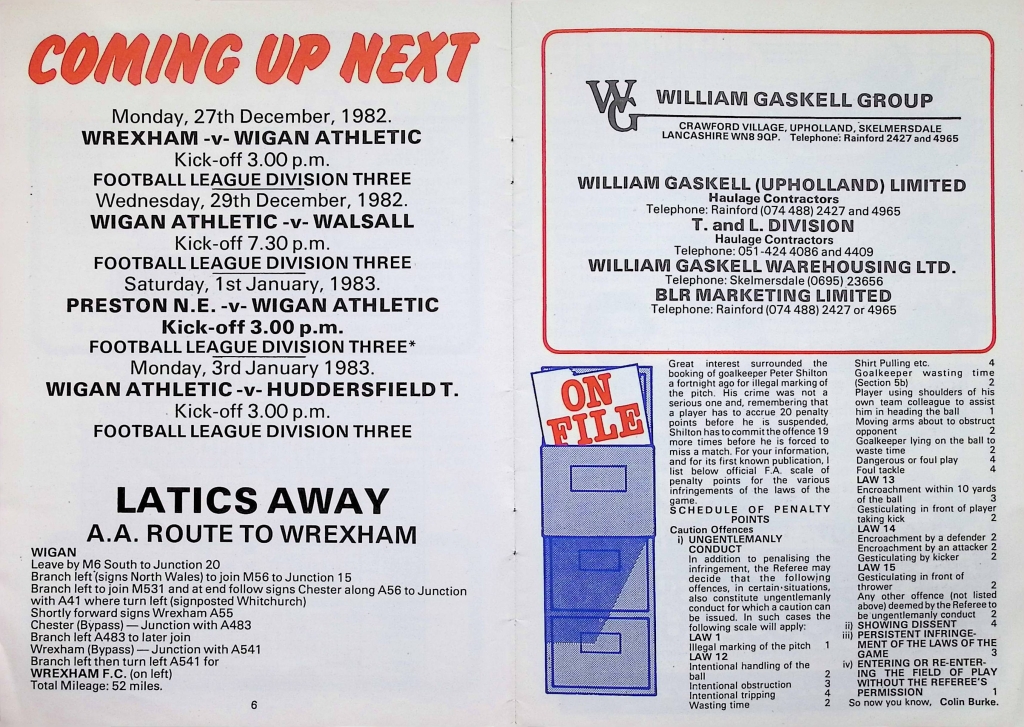 COMING UP NEXT
Monday, 27th December, 1982.
WREXHAM -v- WIGAN ATHLETIC
Kick-off 3.00 p.m.
FOOTBALL LEAGUE DIVISION THREE
Wednesday, 29th December, 1982.
WIGAN ATHLETIC -v- WALSALL
Kick-off 7.30 p.m.
FOOTBALL LEAGUE DIVISION THREE
Saturday, 1st January, 1983.
PRESTON N.E. -v- WIGAN ATHLETIC
Kick-off 3.00 p.m.
FOOTBALL LEAGUE DIVISION THREE*
Monday, 3rd January 1983.
WIGAN ATHLETIC -v- HUDDERSFIELD T.
Kick-off 3.00 p.m.
FOOTBALL LEAGUE DIVISION THREE
LATICS AWAY
A.A. ROUTE TO WREXHAM
WIGAN
Leave by M6 South to Junction 20
Branch left (signs North Wales) to join M56 to Junction 15
Branch left to join M531 and at end follow signs Chester along A56 to Junction
with A41 where turn left (signposted Whitchurch)
Shortly forward signs Wrexham A55
Chester (Bypass) — Junction with A483
Branch left A483 to later join
Wrexham (Bypass) — Junction with A541
Branch left then turn left A541 for
WREXHAM F.C. (on left)
Total Mileage: 52 miles.
6
WG
WILLIAM GASKELL GROUP
CRAWFORD VILLAGE, UPHOLLAND, SKELMERSDALE
LANCASHIRE WN8 9QP. Telephone: Rainford 2427 and 4965
WILLIAM GASKELL (UPHOLLAND) LIMITED
Haulage Contractors
Telephone: Rainford (074 488) 2427 and 4965
T. and L. DIVISION
Haulage Contractors
Telephone: 051-424 4086 and 4409
WILLIAM GASKELL WAREHOUSING LTD.
Telephone: Skelmersdale (0695) 23656
BLR MARKETING LIMITED
Telephone: Rainford (074 488) 2427 or 4965
ON
FILE
Great interest surrounded the
booking of goalkeeper Peter Shilton
a fortnight ago for illegal marking of
the pitch. His crime was not a
serious one and, remembering that
a player has to accrue 20 penalty
points before he is suspended,
Shilton has to commit the offence 19
more times before he is forced to
miss a match. For your information,
and for its first known publication, I
list below official F.A. scale of
penalty points for the various
infringements of the laws of the
game.
SCHEDULE OF PENALTY
POINTS
Caution Offences
i) UNGENTLEMANLY
CONDUCT
In addition to penalising the
infringement, the Referee may
decide that the following
offences, in certain situations,
also constitute ungentlemanly
conduct for which a caution can
be issued. In such cases the
following scale will apply:
LAW 1
Illegal marking of the pitch 1
LAW 12
Intentional handling of the
ball 2
Intentional obstruction 3
Intentional tripping 4
Wasting time 2
Shirt Pulling etc. 4
Goalkeeper wasting time
(Section 5b) 2
Player using shoulders of his
own team colleague to assist
him in heading the ball 1
Moving arms about to obstruct
opponent 2
Goalkeeper lying on the ball to
waste time 2
Dangerous or foul play 4
Foul tackle 4
LAW 13
Encroachment within 10 yards
of the ball 3
Gesticulating in front of player
taking kick 2
LAW 14
Encroachment by a defender 2
Encroachment by an attacker 2
Gesticulating by kicker 2
LAW 15
Gesticulating in front of
thrower 2
Any other offence (not listed
above) deemed by the Referee to
be ungentlemanly conduct 2
ii) SHOWING DISSENT 4
iii) PERSISTENT INFRINGE-
MENT OF THE LAWS OF THE
GAME 3
iv) ENTERING OR RE-ENTER-
ING THE FIELD OF PLAY
WITHOUT THE REFEREE'S
PERMISSION 1
So now you know, Colin Burke.